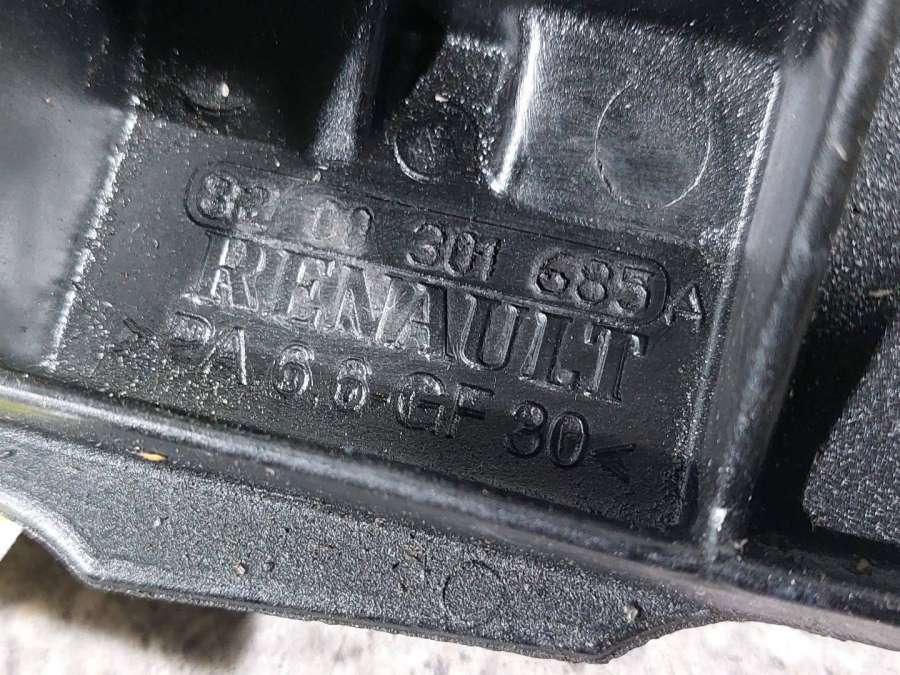 82 00 301 685 A
RENAULT
>PA 6.6-GF 30<